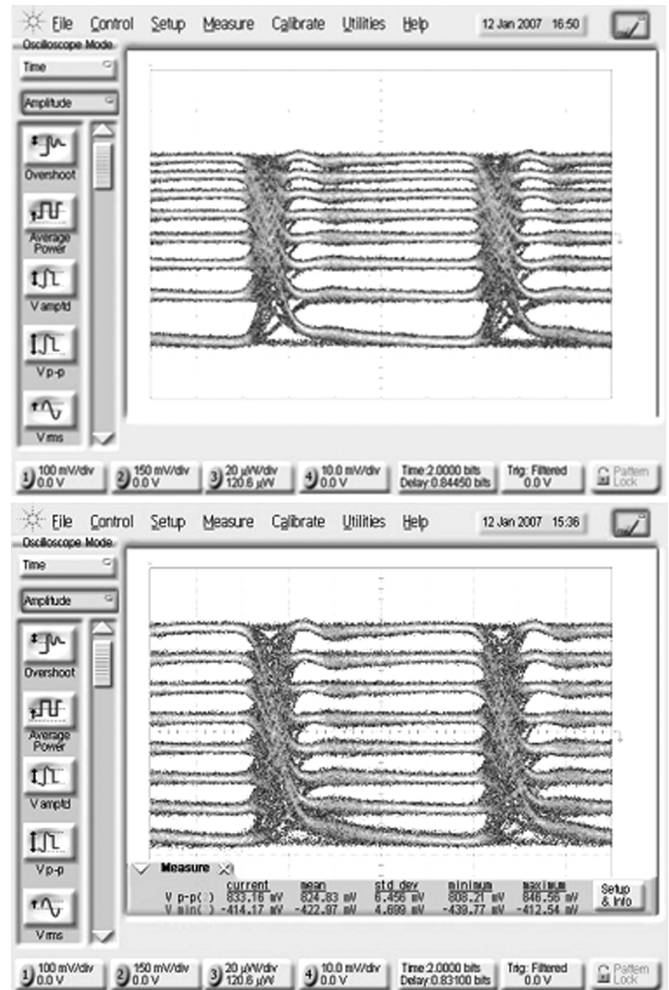 File Control Setup Measure Calibrate Utilities Help 12 Jan 2007 16:50
Oscilloscope Mode
Time
Amplitude
Overshoot
Average
Power
V amptd
V p-p
V rms
1 100 mV/div 2 150 mV/div 3 20 µW/div 4 10.0 mV/div Time:2.0000 bits Trig: Filtered Pattern
0.0 V 0.0 V 120.6 µW 0.0 V Delay:0.84450 bits 0.0 V Lock
File Control Setup Measure Calibrate Utilities Help 12 Jan 2007 15:36
Oscilloscope Mode
Time
Amplitude
Overshoot
Average
Power
V amptd
V p-p
V rms
Measure
current mean std dev minimum maximum
V p-p( ) 833.16 mV 824.83 mV 6.456 mV 808.21 mV 846.56 mV
V min( ) -414.17 mV -422.97 mV 4.699 mV -439.77 mV -412.54 mV
Setup
& Info
1 100 mV/div 2 150 mV/div 3 20 µW/div 4 10.0 mV/div Time:2.0000 bits Trig: Filtered Pattern
0.0 V 0.0 V 120.6 µW 0.0 V Delay:0.83100 bits 0.0 V Lock